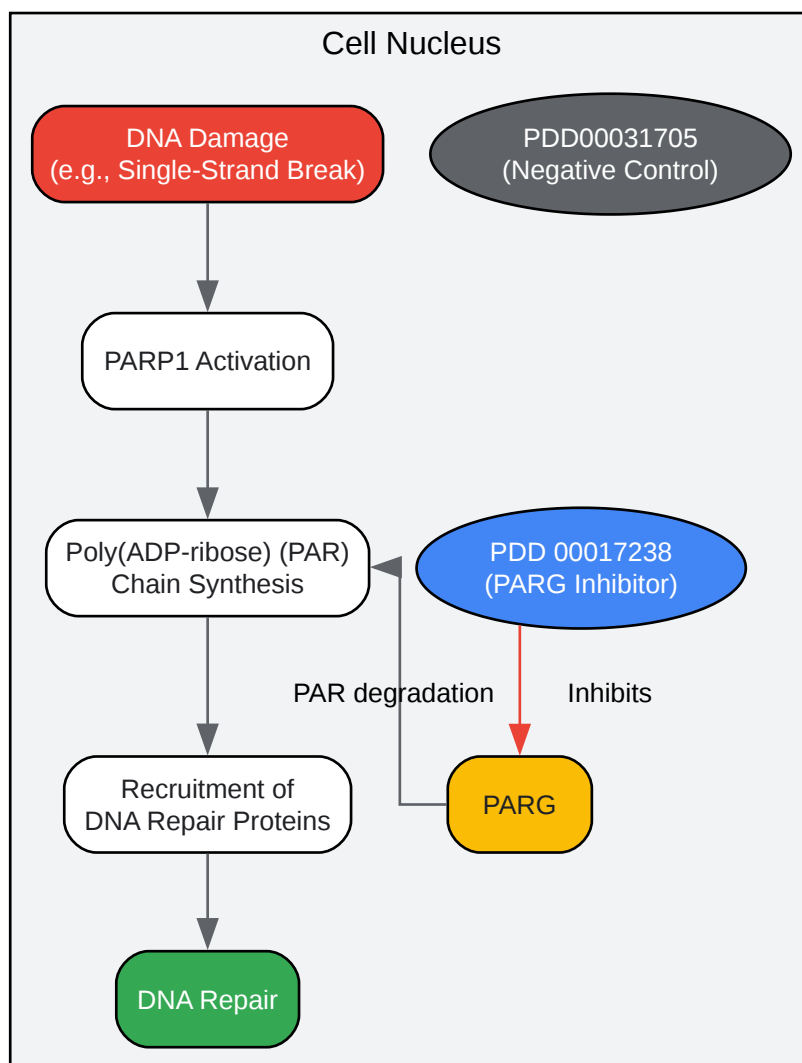 Cell Nucleus
DNA Damage
(e.g., Single-Strand Break)
PDD00031705
(Negative Control)
PARP1 Activation
Poly(ADP-ribose) (PAR)
Chain Synthesis
PDD 00017238
(PARG Inhibitor)
PAR degradation
Inhibits
Recruitment of
DNA Repair Proteins
PARG
DNA Repair